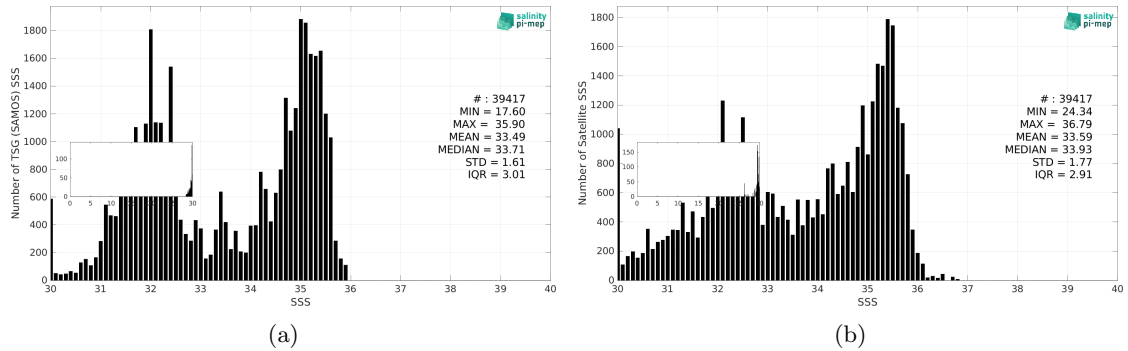 salinity
pi-mep
Number of TSG (SAMOS) SSS
1800
1600
1400
1200
1000
800
600
400
200
0
100
50
0
0 5 10 15 20 25 30
# : 39417
MIN = 17.60
MAX = 35.90
MEAN = 33.49
MEDIAN = 33.71
STD = 1.61
IQR = 3.01
30 31 32 33 34 35 36 37 38 39 40
SSS
(a)
salinity
pi-mep
Number of Satellite SSS
1800
1600
1400
1200
1000
800
600
400
200
0
150
100
50
0
0 5 10 15 20 25 30
# : 39417
MIN = 24.34
MAX = 36.79
MEAN = 33.59
MEDIAN = 33.93
STD = 1.77
IQR = 2.91
30 31 32 33 34 35 36 37 38 39 40
SSS
(b)